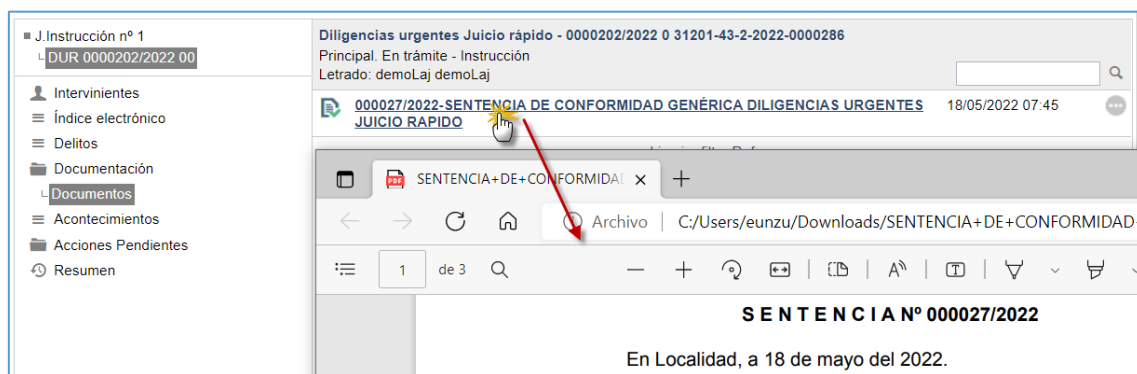 J.Instrucción nº 1
DUR 0000202/2022 00
Intervinientes
Índice electrónico
Delitos
Documentación
Documentos
Acontecimientos
Acciones Pendientes
Resumen
Diligencias urgentes Juicio rápido - 0000202/2022 0 31201-43-2-2022-0000286
Principal. En trámite - Instrucción
Letrado: demoLaj demoLaj
000027/2022-SENTENCIA DE CONFORMIDAD GENÉRICA DILIGENCIAS URGENTES 18/05/2022 07:45
JUICIO RAPIDO
PDF SENTENCIA+DE+CONFORMIDA
Archivo C:/Users/eunzu/Downloads/SENTENCIA+DE+CONFORMIDAD
1 de 3
S E N T E N C I A Nº 000027/2022
En Localidad, a 18 de mayo del 2022.